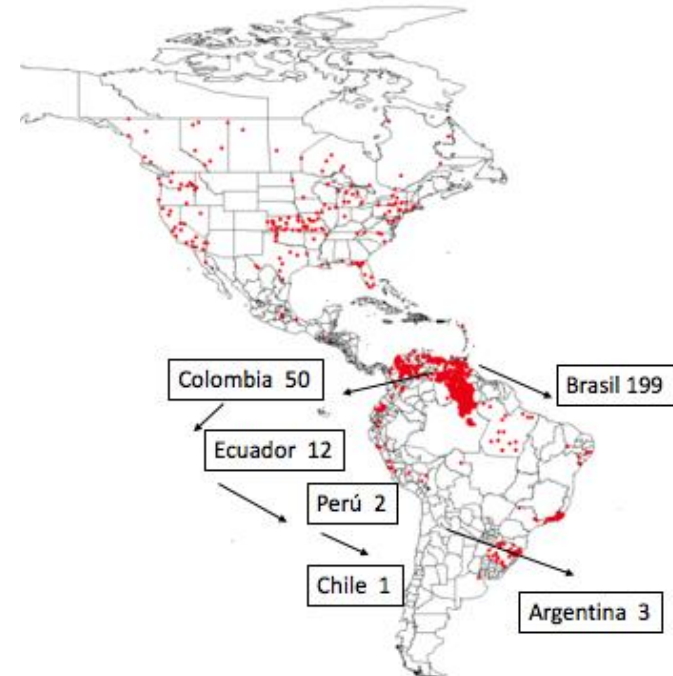 Colombia 50
Brasil 199
Ecuador 12
Perú 2
Chile 1
Argentina 3